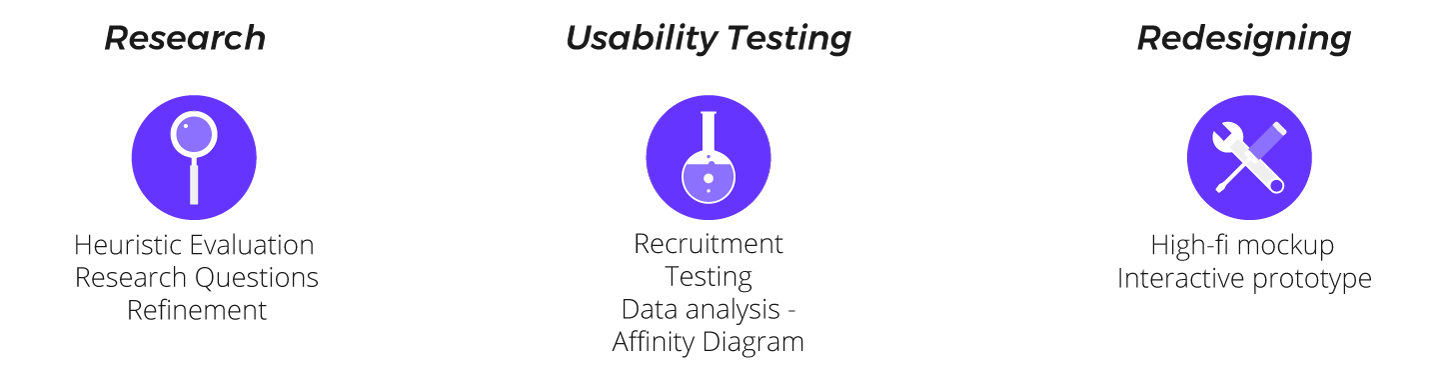 Research
Heuristic Evaluation
Research Questions
Refinement
Usability Testing
Recruitment
Testing
Data analysis -
Affinity Diagram
Redesigning
High-fi mockup
Interactive prototype